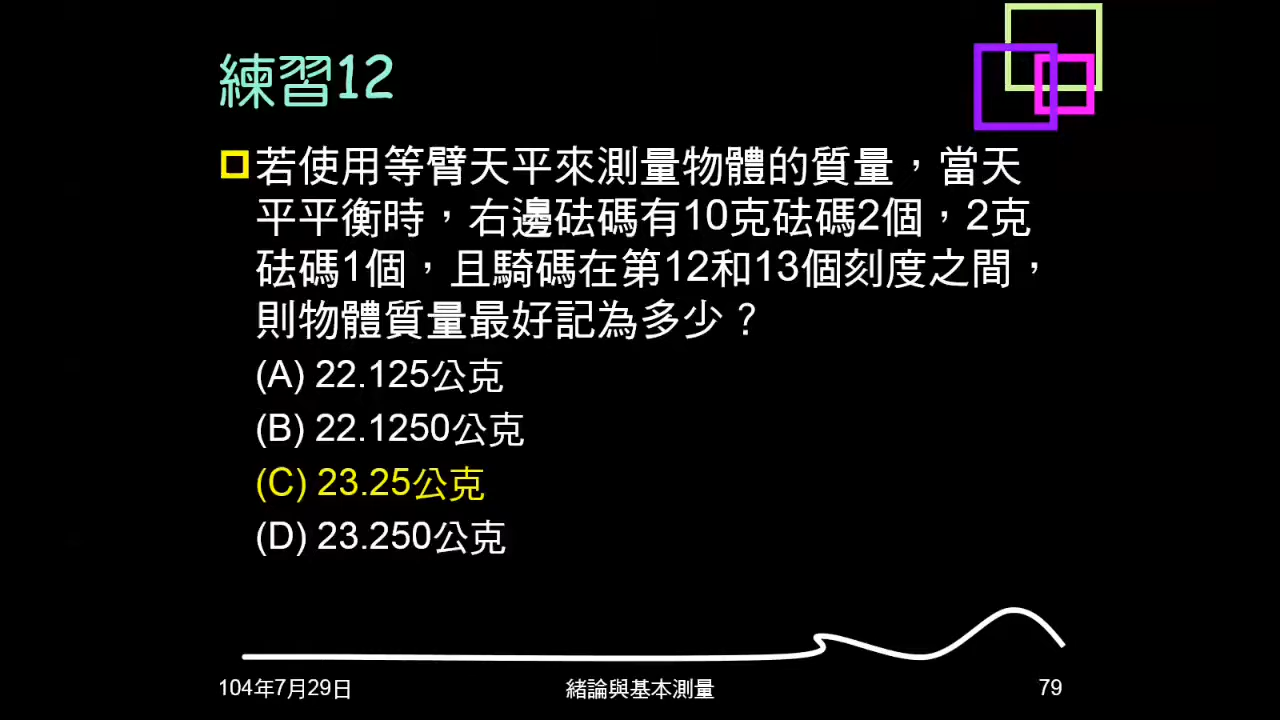 練習12
若使用等臂天平來測量物體的質量，當天
平平衡時，右邊砝碼有10克砝碼2個，2克
砝碼1個，且騎碼在第12和13個刻度之間，
則物體質量最好記為多少？
(A) 22.125公克
(B) 22.1250公克
(C) 23.25公克
(D) 23.250公克
104年7月29日
緒論與基本測量
79